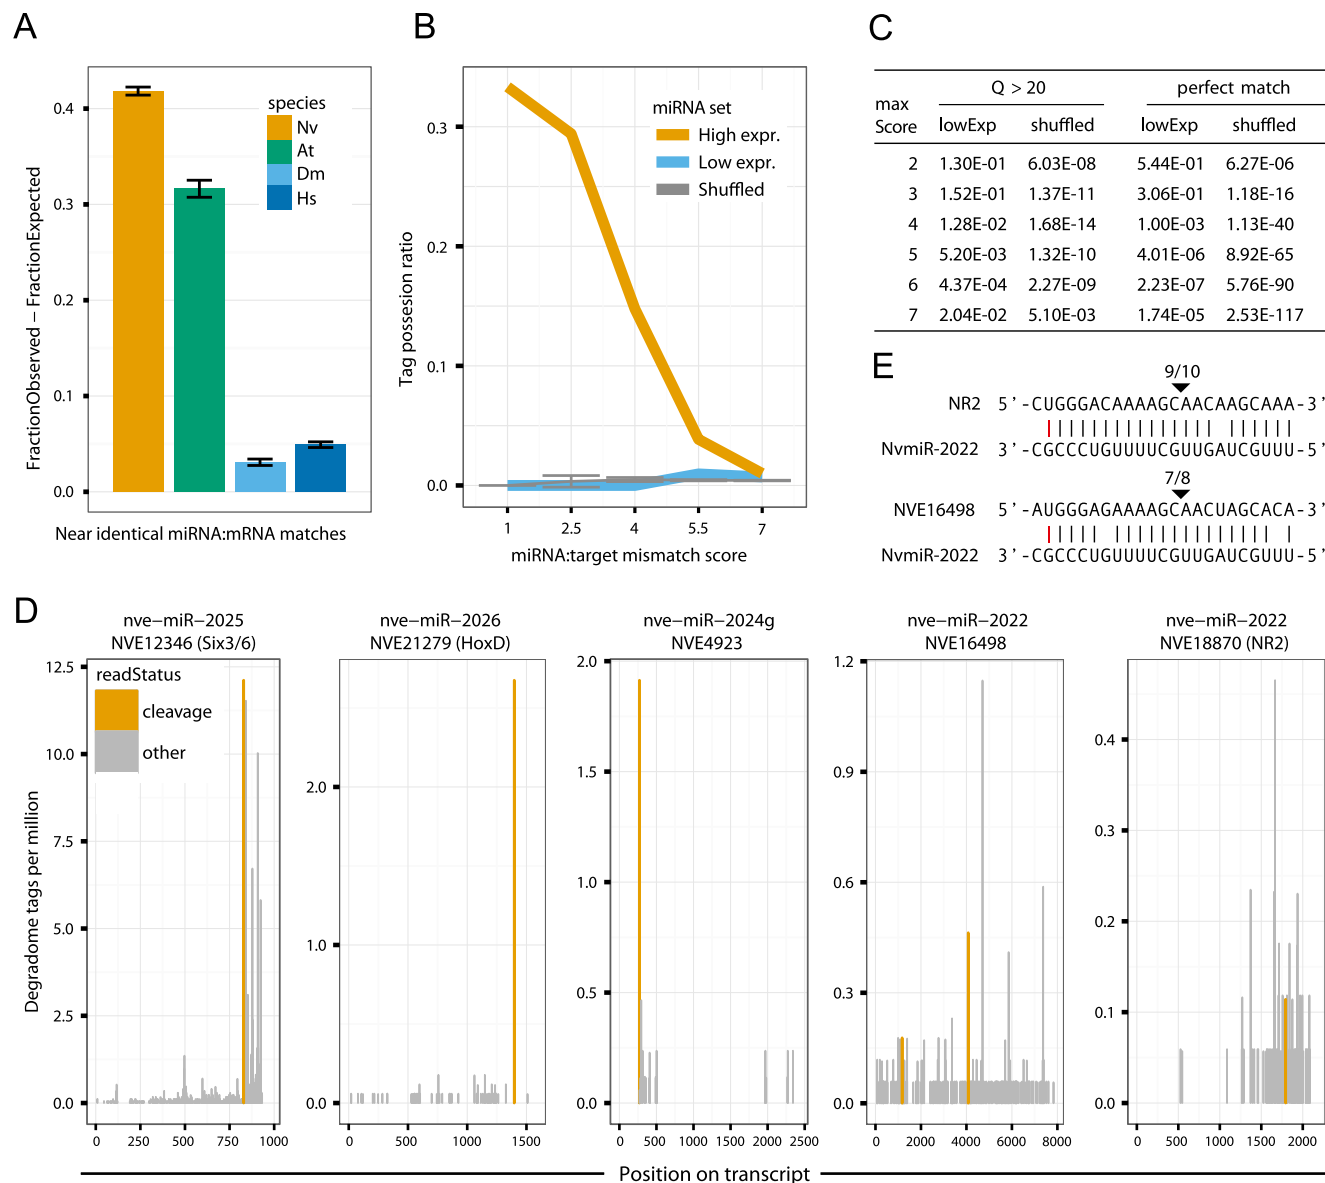 A
FractionObserved – FractionExpected
0.4
0.3
0.2
0.1
0.0
species
Nv
At
Dm
Hs
Near identical miRNA:mRNA matches
B
Tag possesion ratio
0.3
0.2
0.1
0.0
miRNA set
High expr.
Low expr.
Shuffled
1 2.5 4 5.5 7
miRNA:target mismatch score
C
Q > 20 perfect match
max Score lowExp shuffled lowExp shuffled
2 1.30E-01 6.03E-08 5.44E-01 6.27E-06
3 1.52E-01 1.37E-11 3.06E-01 1.18E-16
4 1.28E-02 1.68E-14 1.00E-03 1.13E-40
5 5.20E-03 1.32E-10 4.01E-06 8.92E-65
6 4.37E-04 2.27E-09 2.23E-07 5.76E-90
7 2.04E-02 5.10E-03 1.74E-05 2.53E-117
E
9/10
NR2 5'-CUGGGACAAAAGCAACAAGCAAA-3'
NvmiR-2022 3'-CGCCCUGUUUUCGUUGAUCGUUU-5'
7/8
NVE16498 5'-AUGGGAGAAAAGCAACUAGCACA-3'
NvmiR-2022 3'-CGCCCUGUUUUCGUUGAUCGUUU-5'
D
Degradome tags per million
nve–miR–2025
NVE12346 (Six3/6)
12.5
10.0
7.5
5.0
2.5
0.0
readStatus
cleavage
other
0 250 500 750 1000
nve–miR–2026
NVE21279 (HoxD)
2.0
1.0
0.0
0 500 1000 1500
nve–miR–2024g
NVE4923
2.0
1.5
1.0
0.5
0.0
0 500 1000 1500 2000 2500
nve–miR–2022
NVE16498
1.2
0.9
0.6
0.3
0.0
0 2000 4000 6000 8000
nve–miR–2022
NVE18870 (NR2)
0.4
0.3
0.2
0.1
0.0
0 500 1000 1500 2000
Position on transcript